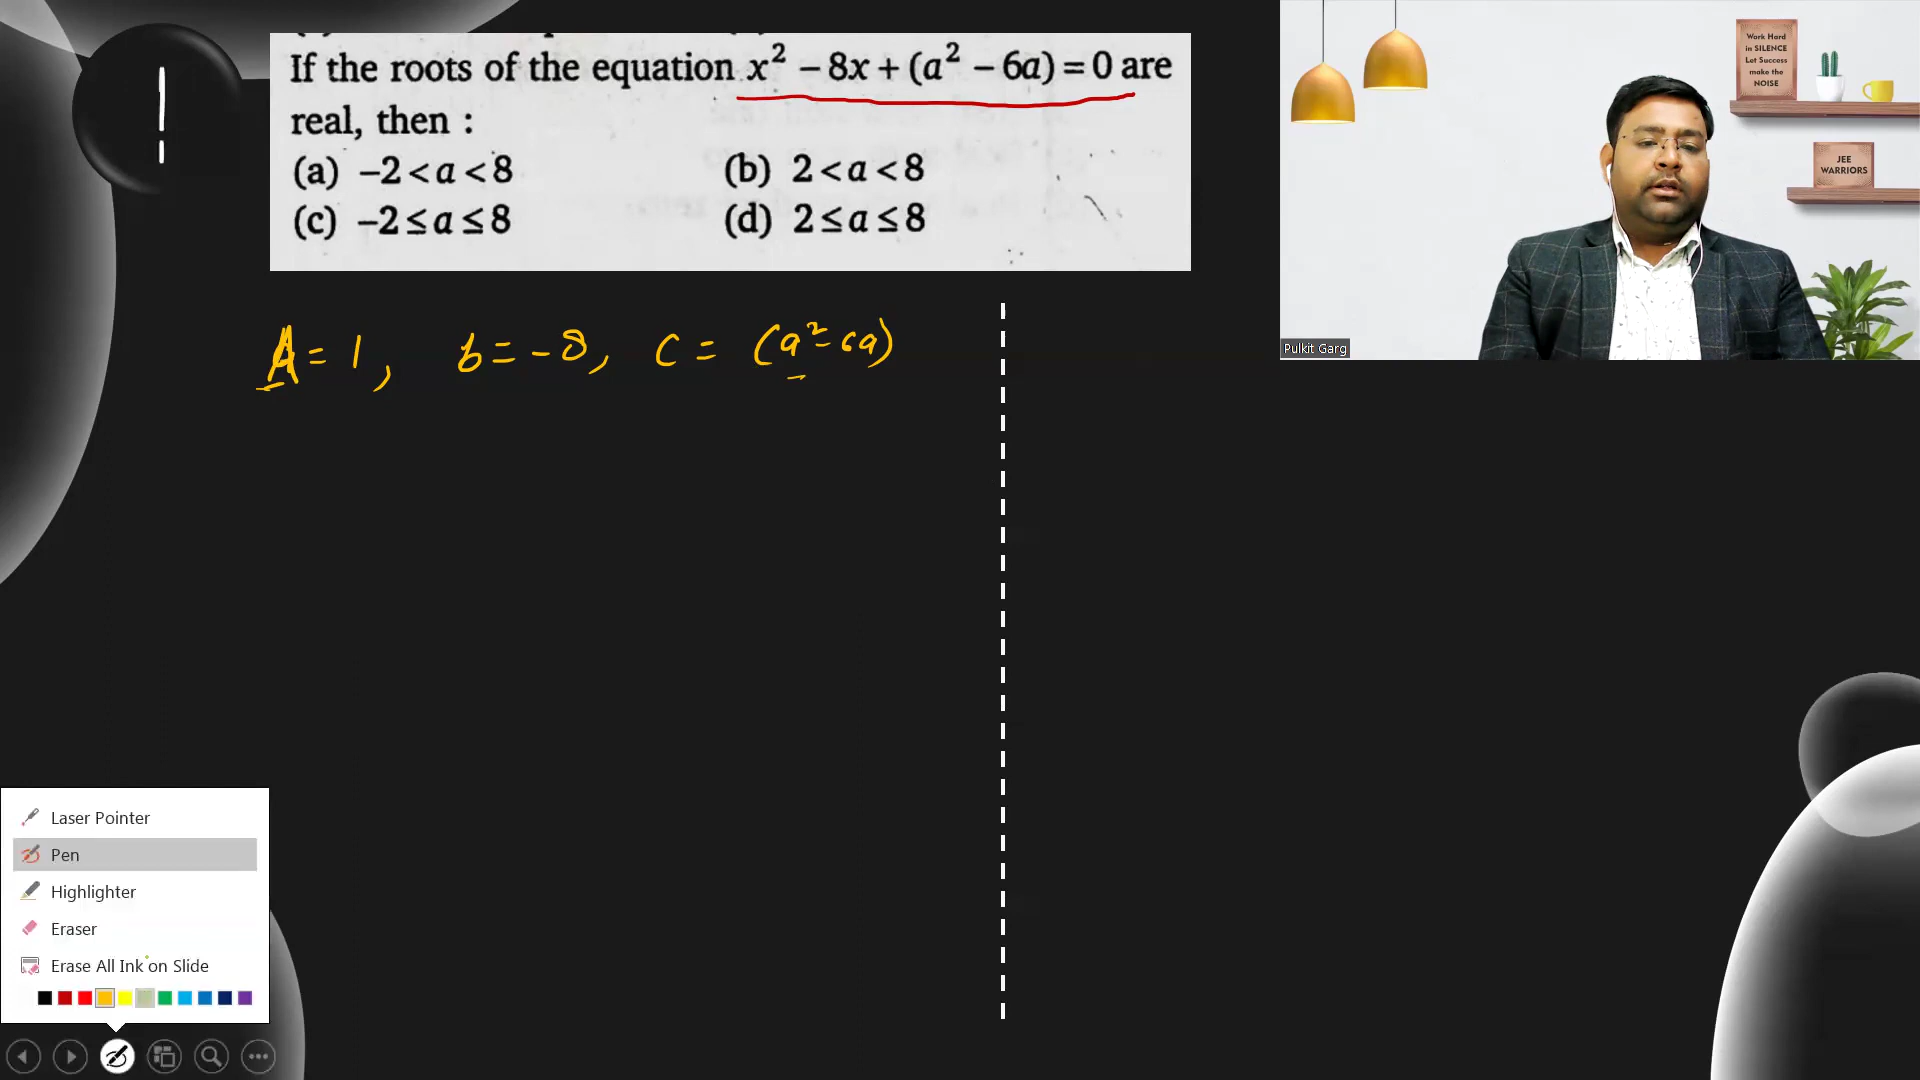 If the roots of the equation x² − 8x + (a² − 6a) = 0 are
real, then :
(a) −2 < a < 8 (b) 2 < a < 8
(c) −2 ≤ a ≤ 8 (d) 2 ≤ a ≤ 8
A = 1, b = -8, c = (a² - 6a)
Work Hard
in SILENCE
Let Success
make the
NOISE
JEE
WARRIORS
Pulkit Garg
Laser Pointer
Pen
Highlighter
Eraser
Erase All Ink on Slide